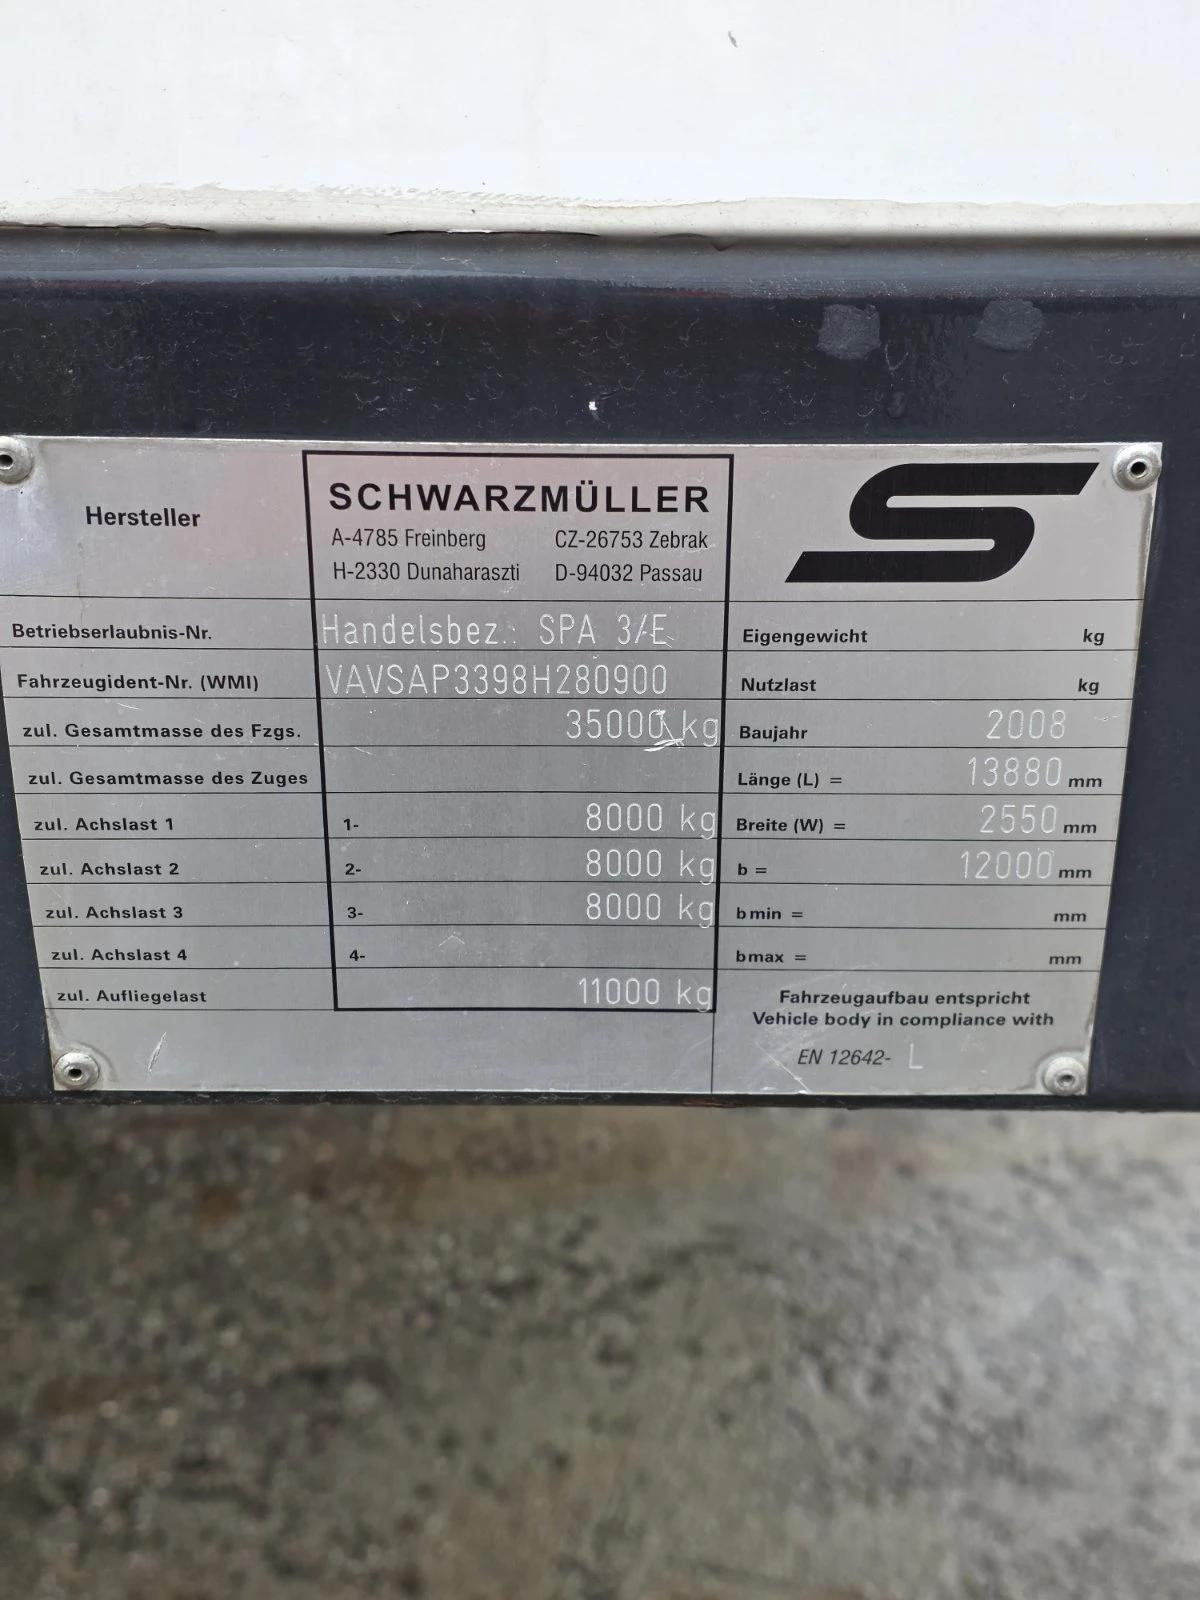 Hersteller
SCHWARZMÜLLER
A-4785 Freinberg CZ-26753 Zebrak
H-2330 Dunaharaszti D-94032 Passau
Betriebserlaubnis-Nr. Handelsbez.: SPA 3/E Eigengewicht kg
Fahrzeugident-Nr. (WMI) VAVSAP3398H280900 Nutzlast kg
zul. Gesamtmasse des Fzgs. 35000 kg Baujahr 2008
zul. Gesamtmasse des Zuges Länge (L) = 13880 mm
zul. Achslast 1 1- 8000 kg Breite (W) = 2550 mm
zul. Achslast 2 2- 8000 kg b = 12000 mm
zul. Achslast 3 3- 8000 kg b min = mm
zul. Achslast 4 4- bmax = mm
zul. Aufliegelast 11000 kg Fahrzeugaufbau entspricht
Vehicle body in compliance with
EN 12642- L